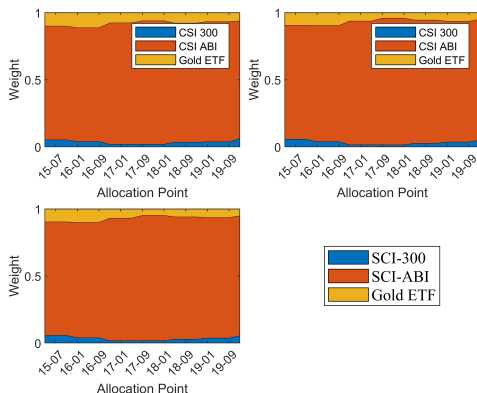 1
0.5
0
Weight
CSI 300
CSI ABI
Gold ETF
15-07
16-01
16-09
17-01
17-09
18-01
18-09
19-01
19-09
Allocation Point
1
0.5
0
Weight
CSI 300
CSI ABI
Gold ETF
15-07
16-01
16-09
17-01
17-09
18-01
18-09
19-01
19-09
Allocation Point
1
0.5
0
Weight
15-07
16-01
16-09
17-01
17-09
18-01
18-09
19-01
19-09
Allocation Point
SCI-300
SCI-ABI
Gold ETF